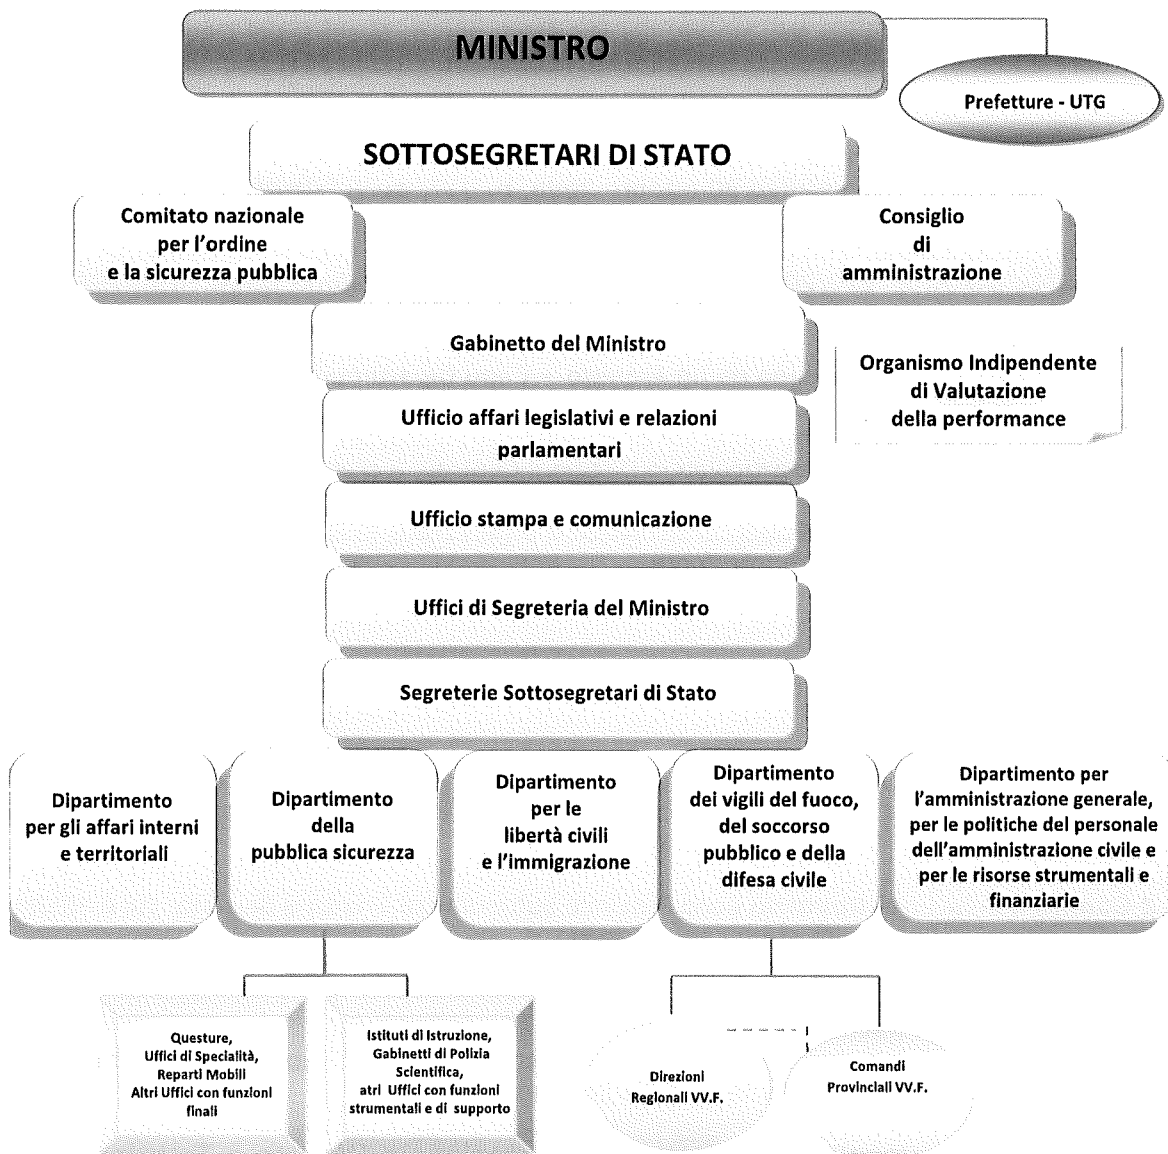 MINISTRO
Prefetture - UTG
SOTTOSEGRETARI DI STATO
Comitato nazionale
per l'ordine
e la sicurezza pubblica
Consiglio
di
amministrazione
Gabinetto del Ministro
Organismo Indipendente
di Valutazione
della performance
Ufficio affari legislativi e relazioni
parlamentari
Ufficio stampa e comunicazione
Uffici di Segreteria del Ministro
Segreterie Sottosegretari di Stato
Dipartimento
per gli affari interni
e territoriali
Dipartimento
della
pubblica sicurezza
Dipartimento
per le
libertà civili
e l'immigrazione
Dipartimento
dei vigili del fuoco,
del soccorso
pubblico e della
difesa civile
Dipartimento per
l'amministrazione generale,
per le politiche del personale
dell'amministrazione civile e
per le risorse strumentali e
finanziarie
Questure,
Uffici di Specialità,
Reparti Mobili
Altri Uffici con funzioni
finali
Istituti di Istruzione,
Gabinetti di Polizia
Scientifica,
atri Uffici con funzioni
strumentali e di supporto
Direzioni
Regionali VV.F.
Comandi
Provinciali VV.F.